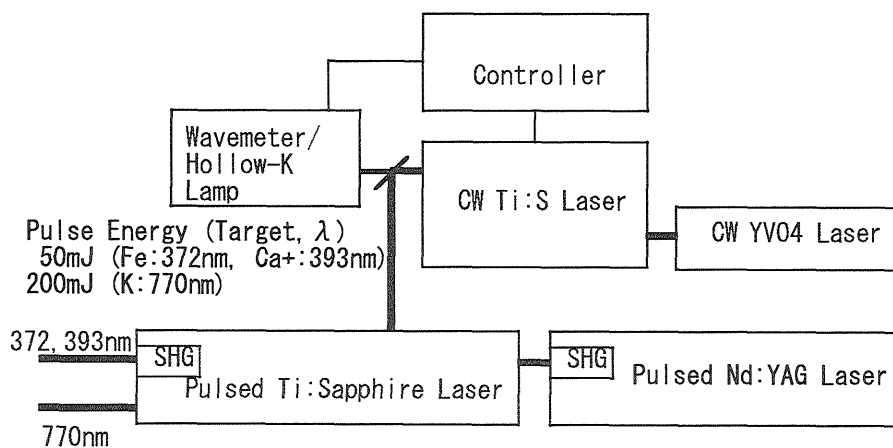 Controller
Wavemeter/
Hollow-K
Lamp
CW Ti:S Laser
CW YVO4 Laser
Pulse Energy (Target, λ)
50mJ (Fe:372nm, Ca+:393nm)
200mJ (K:770nm)
372,393nm
SHG
Pulsed Ti:Sapphire Laser
SHG
Pulsed Nd:YAG Laser
770nm